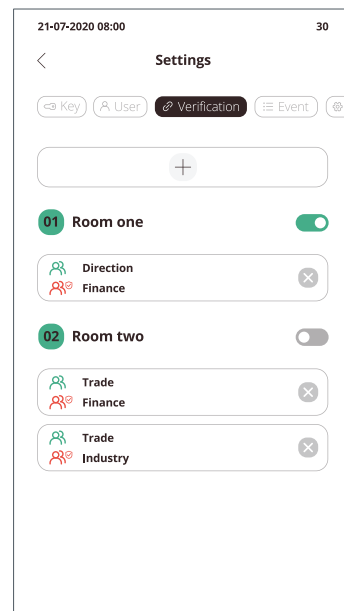 21-07-2020 08:00 30
Settings
Key User Verification Event
01 Room one
Direction
Finance
02 Room two
Trade
Finance
Trade
Industry